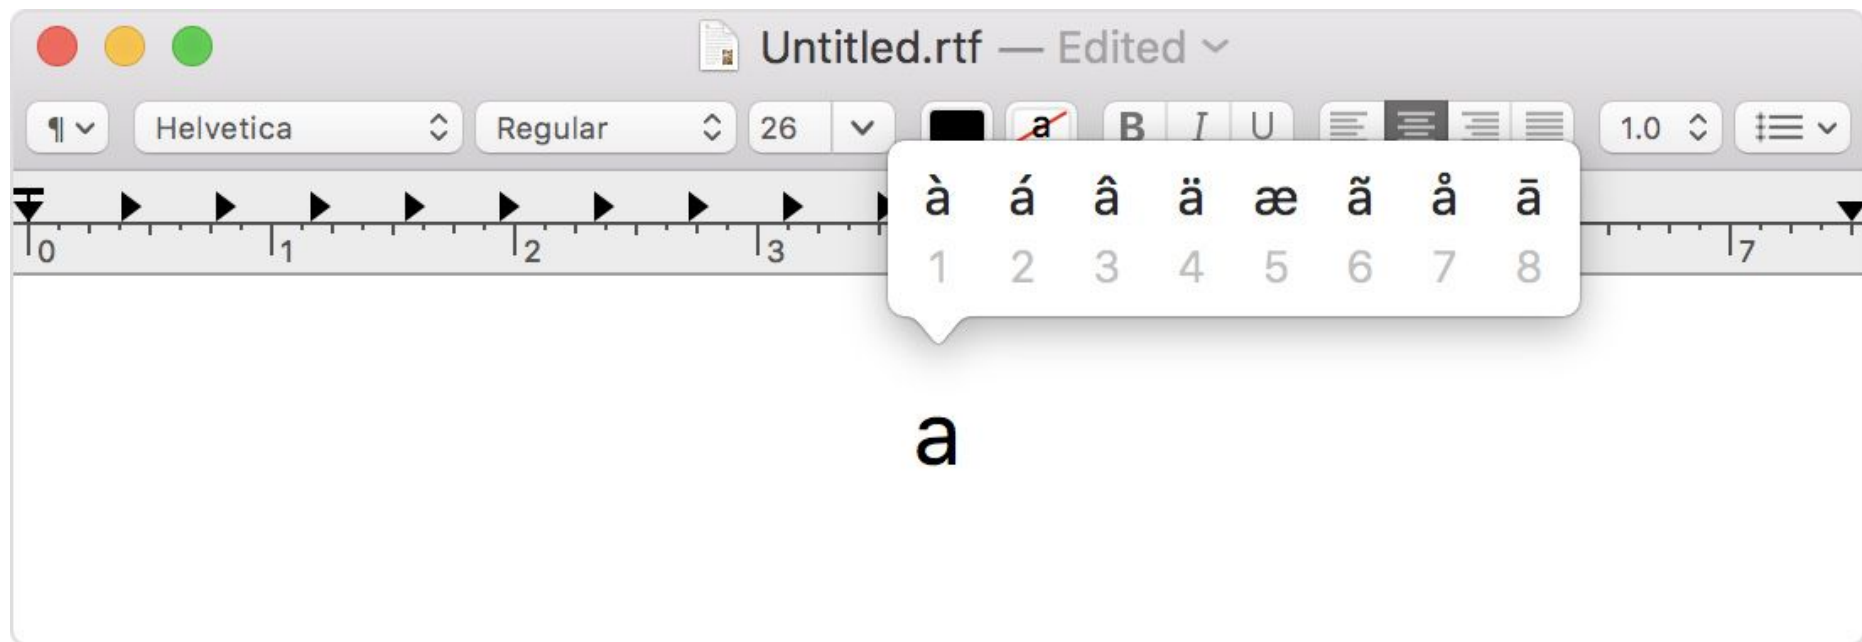 Untitled.rtf — Edited
¶ Helvetica Regular 26 a B I U 1.0
à á â ä æ ã å ā
1 2 3 4 5 6 7 8
0 1 2 3 7
a